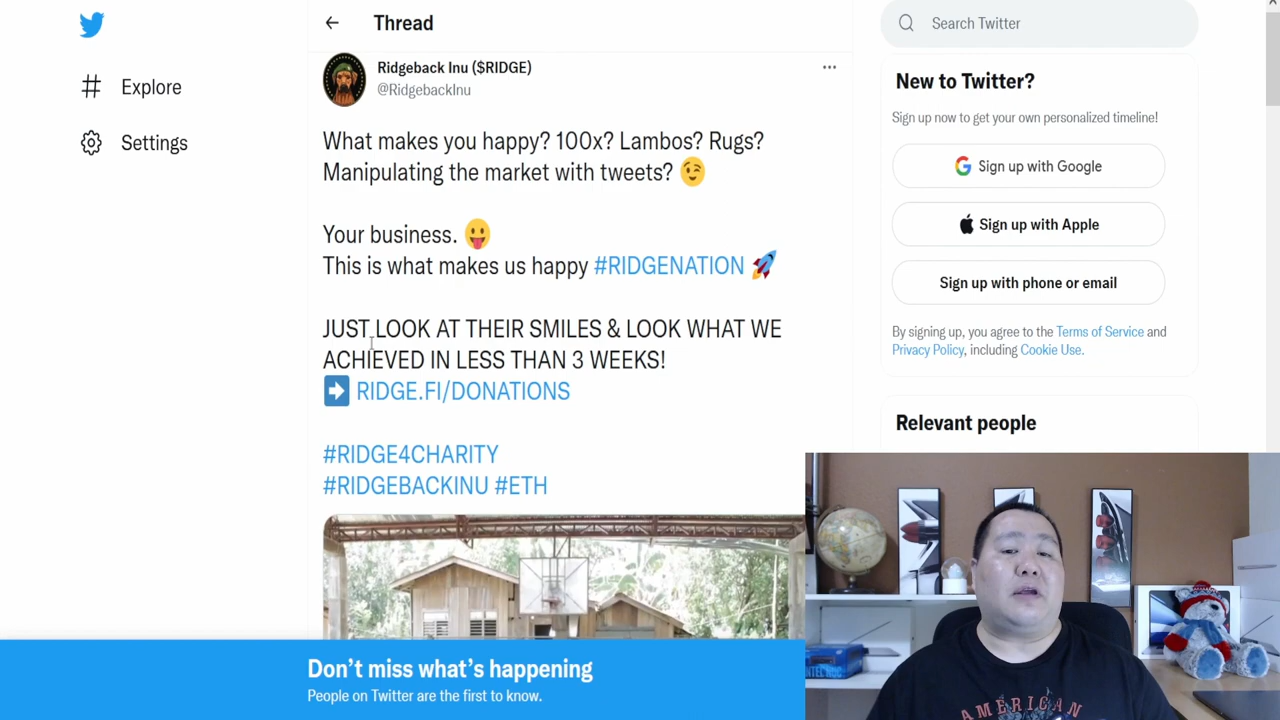 Thread
Search Twitter
Explore
Settings
Ridgeback Inu ($RIDGE)
@RidgebackInu
What makes you happy? 100x? Lambos? Rugs?
Manipulating the market with tweets? 😉
Your business. 😛
This is what makes us happy #RIDGENATION 🚀
JUST LOOK AT THEIR SMILES & LOOK WHAT WE
ACHIEVED IN LESS THAN 3 WEEKS!
➡️ RIDGE.FI/DONATIONS
#RIDGE4CHARITY
#RIDGEBACKINU #ETH
New to Twitter?
Sign up now to get your own personalized timeline!
Sign up with Google
Sign up with Apple
Sign up with phone or email
By signing up, you agree to the Terms of Service and
Privacy Policy, including Cookie Use.
Relevant people
Don’t miss what’s happening
People on Twitter are the first to know.
AMERICAN